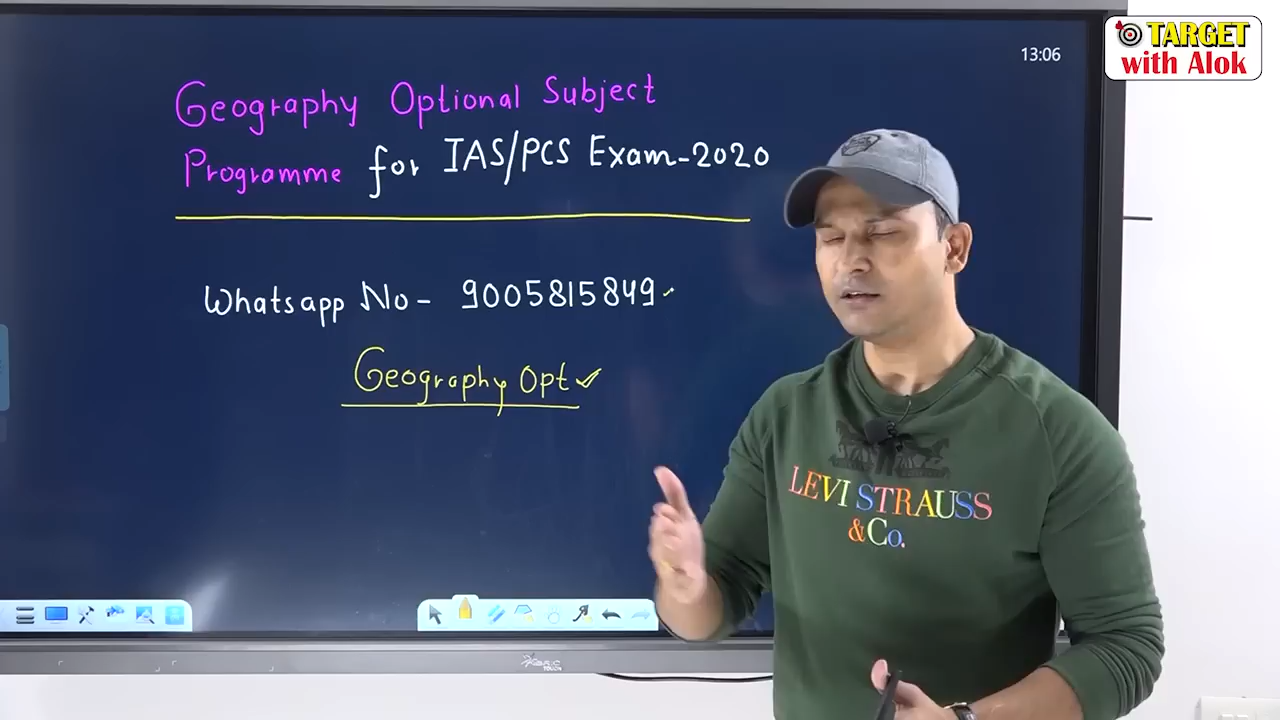 13:06
TARGET
with Alok
Geography Optional Subject
Programme for IAS/PCS Exam-2020
Whatsapp No- 9005815849
Geography Opt
LEVI STRAUSS
&Co.